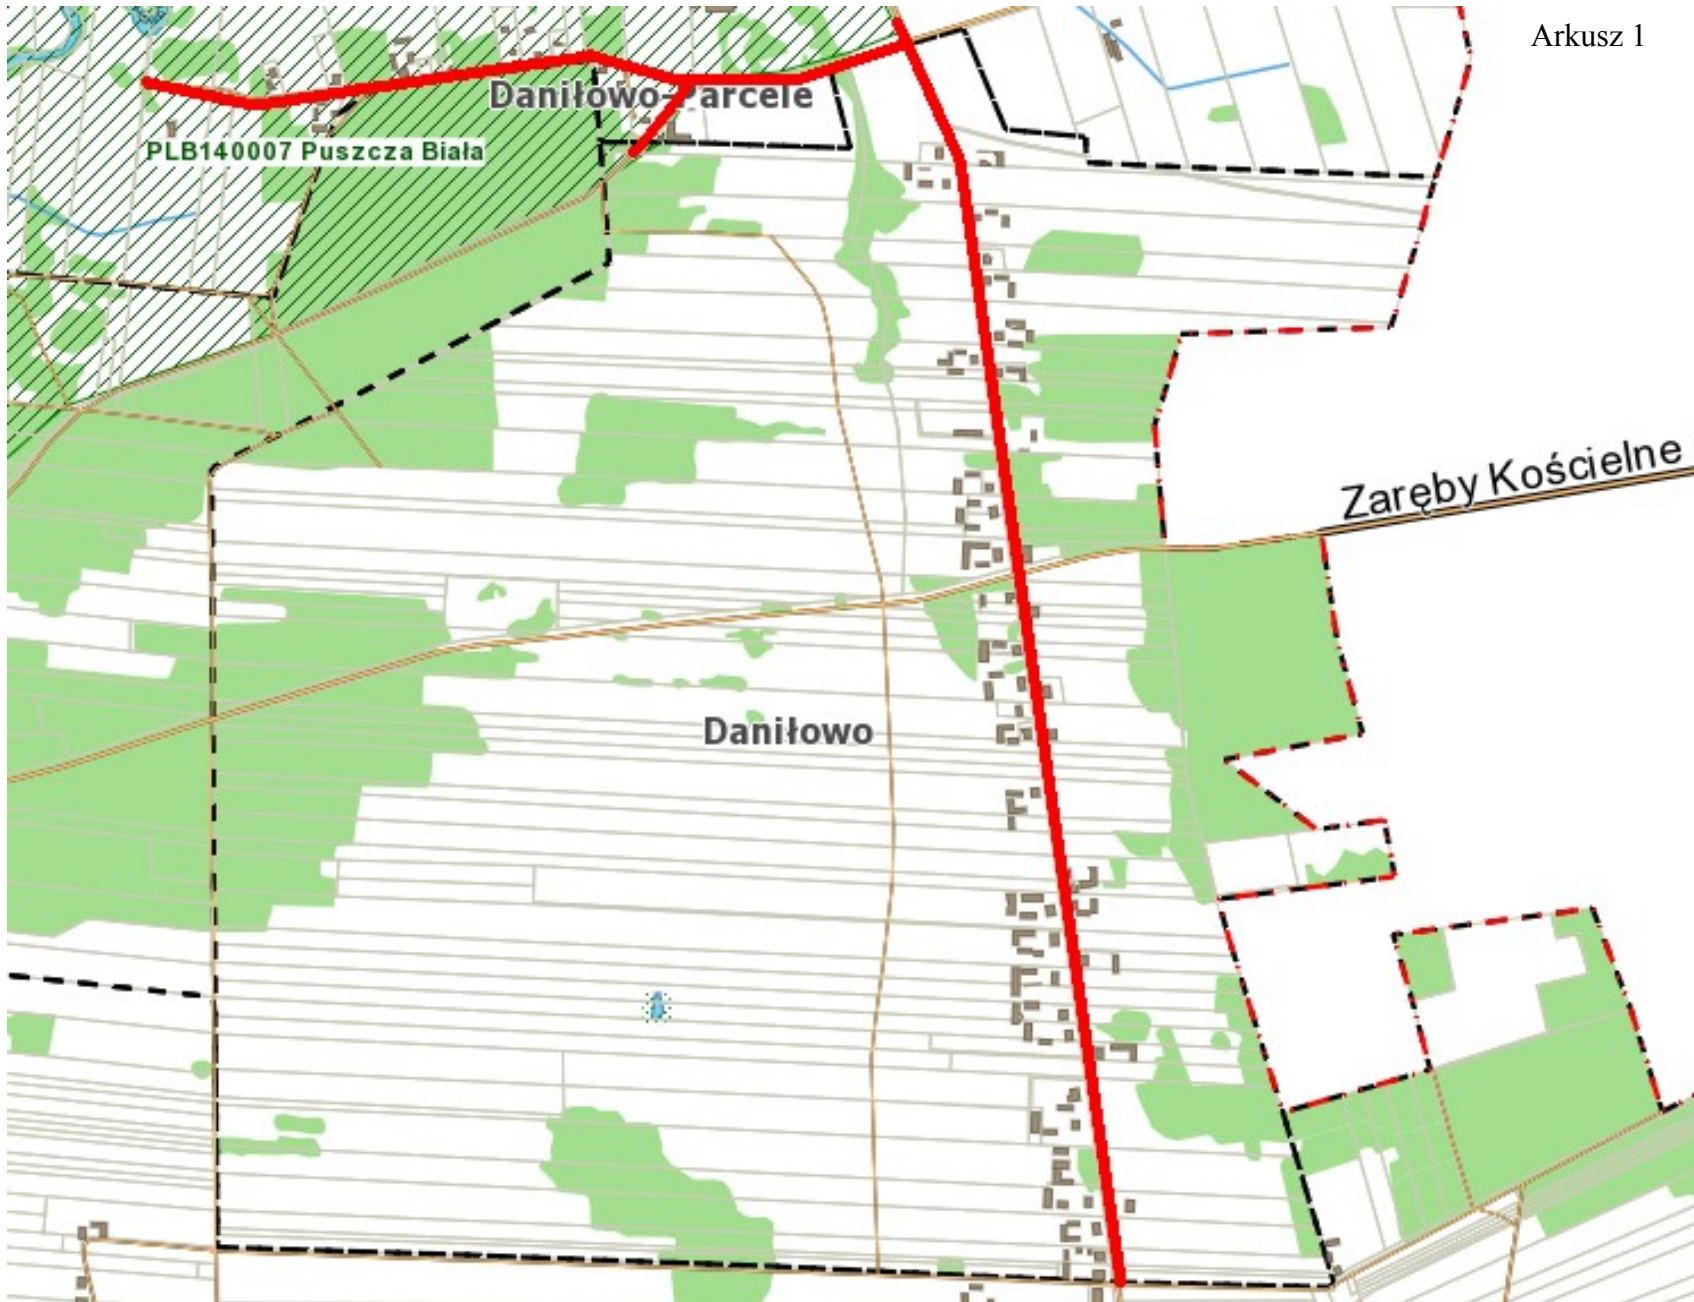 Arkusz 1
Daniłowo-Parcele
PLB140007 Puszcza Biała
Zaręby Kościelne
Daniłowo